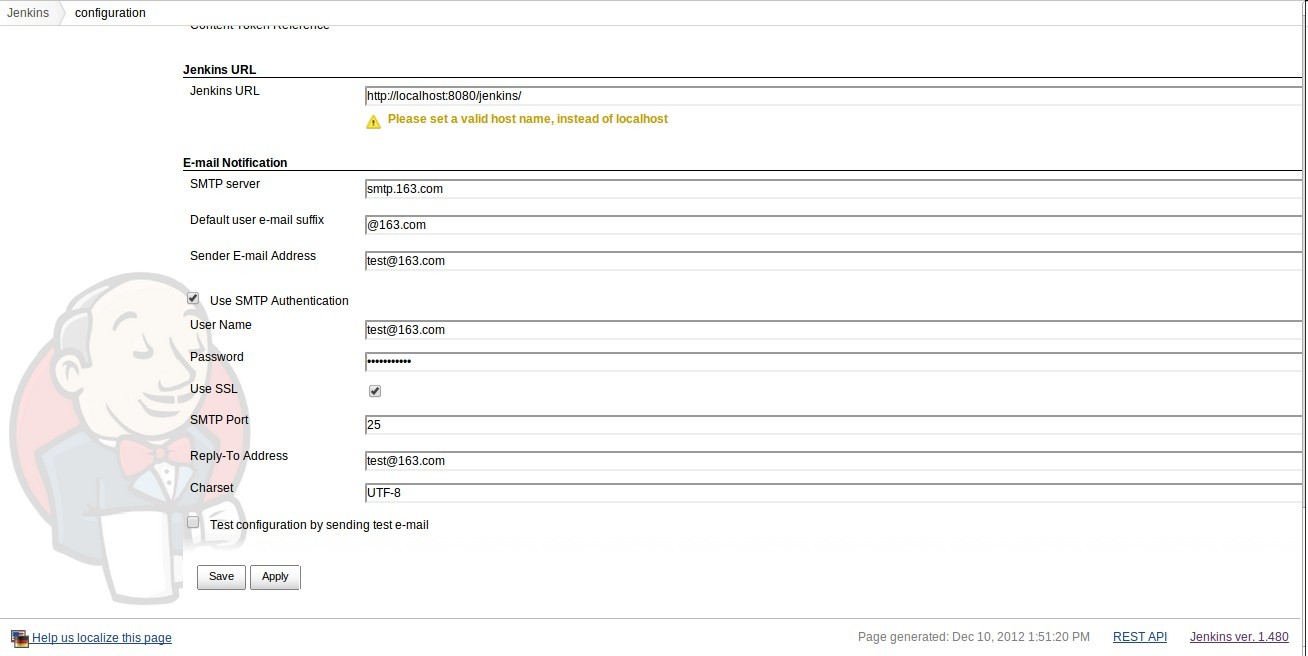 Jenkins configuration
Content Token Reference
Jenkins URL
Jenkins URL http://localhost:8080/jenkins/
Please set a valid host name, instead of localhost
E-mail Notification
SMTP server smtp.163.com
Default user e-mail suffix @163.com
Sender E-mail Address test@163.com
Use SMTP Authentication
User Name test@163.com
Password •••••••••••
Use SSL
SMTP Port 25
Reply-To Address test@163.com
Charset UTF-8
Test configuration by sending test e-mail
Save Apply
Help us localize this page Page generated: Dec 10, 2012 1:51:20 PM REST API Jenkins ver. 1.480